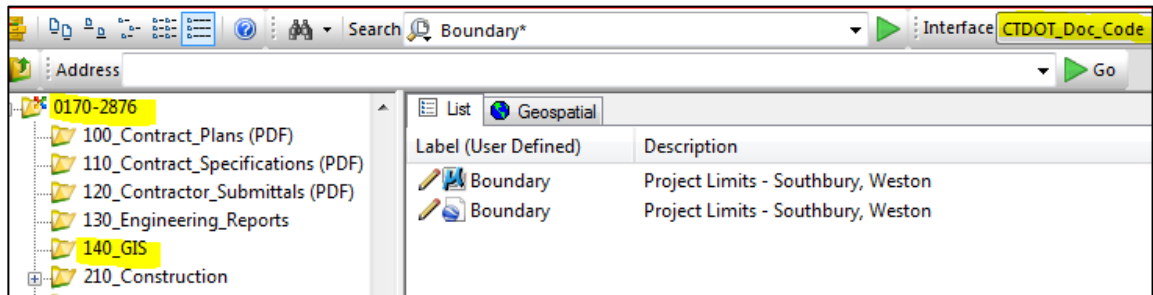 Search Boundary* Interface CTDOT_Doc_Code
Address Go
0170-2876
100_Contract_Plans (PDF)
110_Contract_Specifications (PDF)
120_Contractor_Submittals (PDF)
130_Engineering_Reports
140_GIS
210_Construction
List Geospatial
Label (User Defined) Description
Boundary Project Limits - Southbury, Weston
Boundary Project Limits - Southbury, Weston